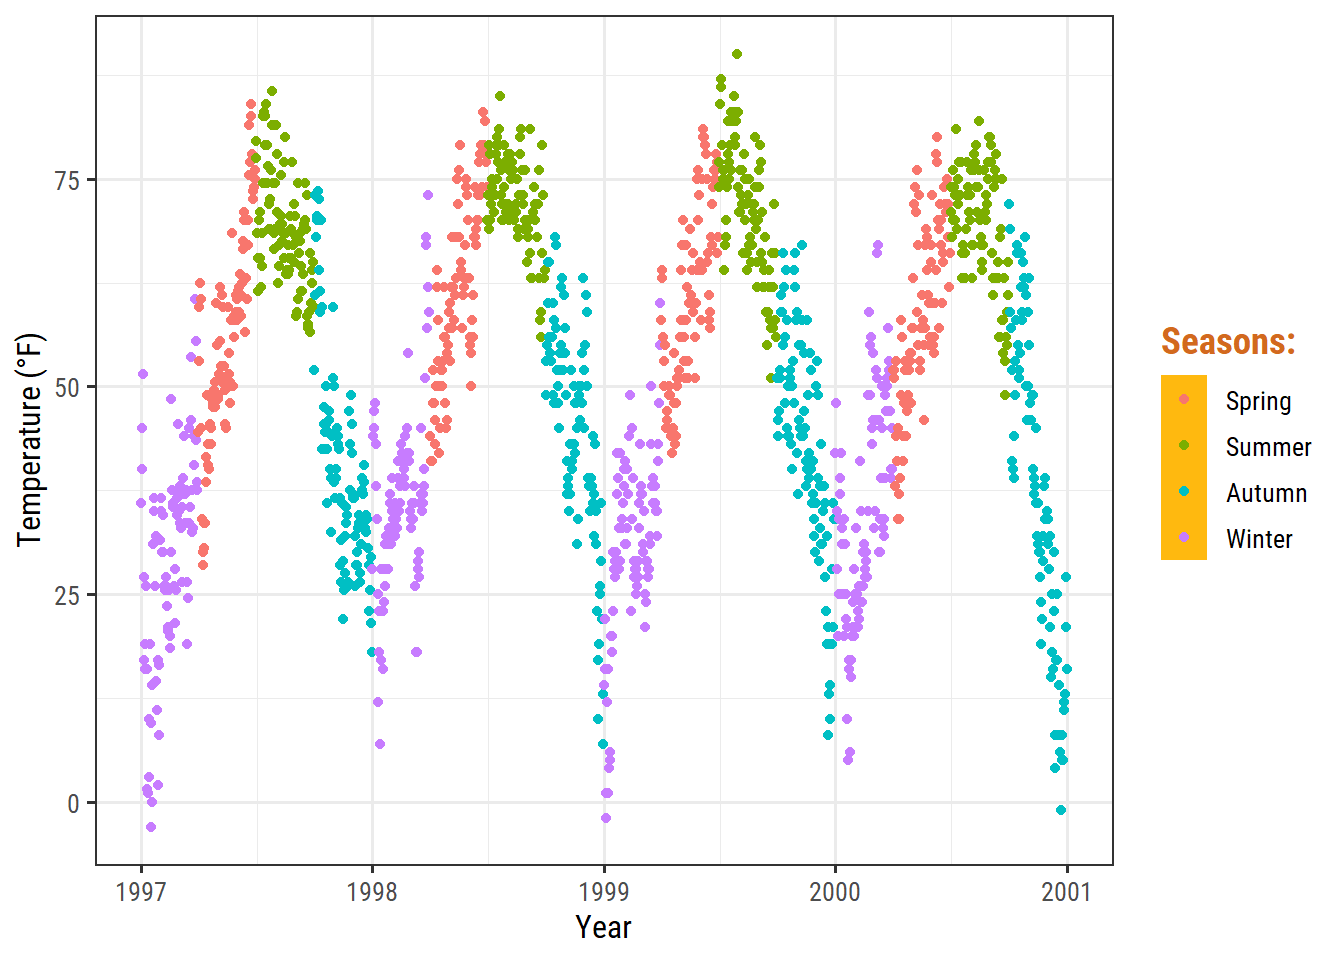 Temperature (°F)
75
50
25
0
1997 1998 1999 2000 2001
Year
Seasons:
Spring
Summer
Autumn
Winter